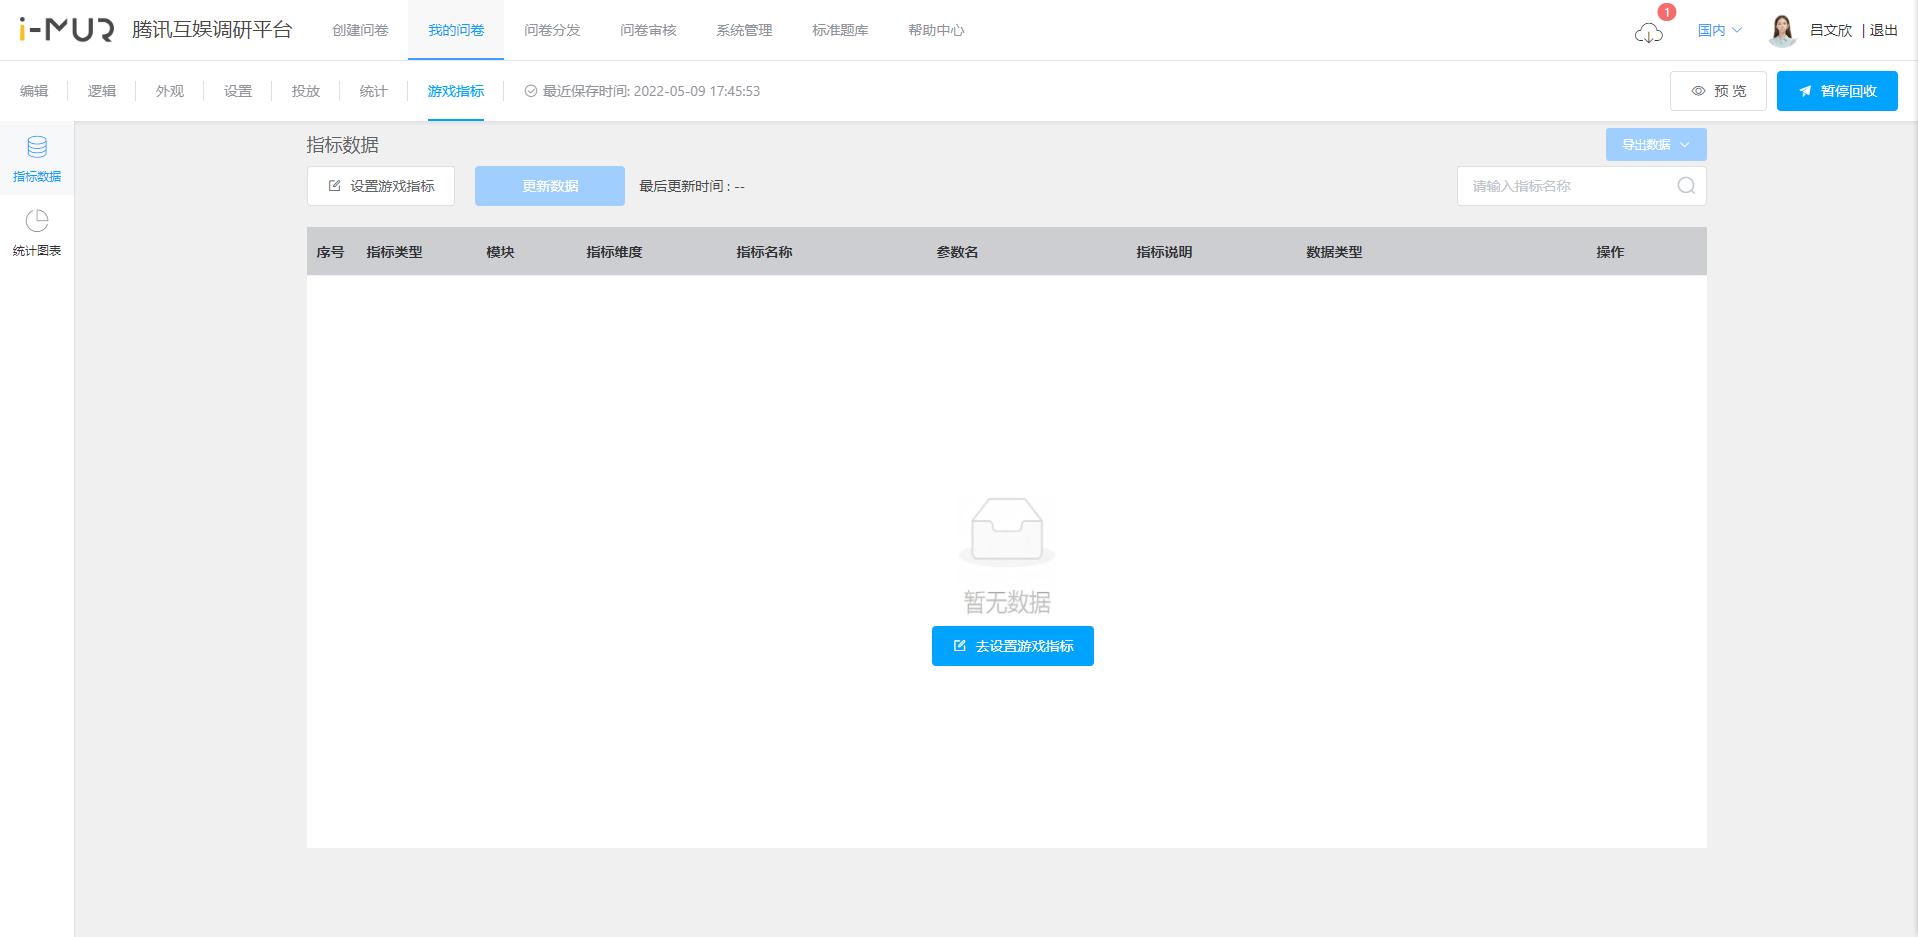 i-MUR 腾讯互娱调研平台 创建问卷 我的问卷 问卷分发 问卷审核 系统管理 标准题库 帮助中心 1 国内 吕文欣 | 退出
编辑 逻辑 外观 设置 投放 统计 游戏指标 最近保存时间: 2022-05-09 17:45:53 预 览 暂停回收
指标数据
统计图表
指标数据 导出数据
设置游戏指标 更新数据 最后更新时间 : -- 请输入指标名称
序号 指标类型 模块 指标维度 指标名称 参数名 指标说明 数据类型 操作
暂无数据
去设置游戏指标